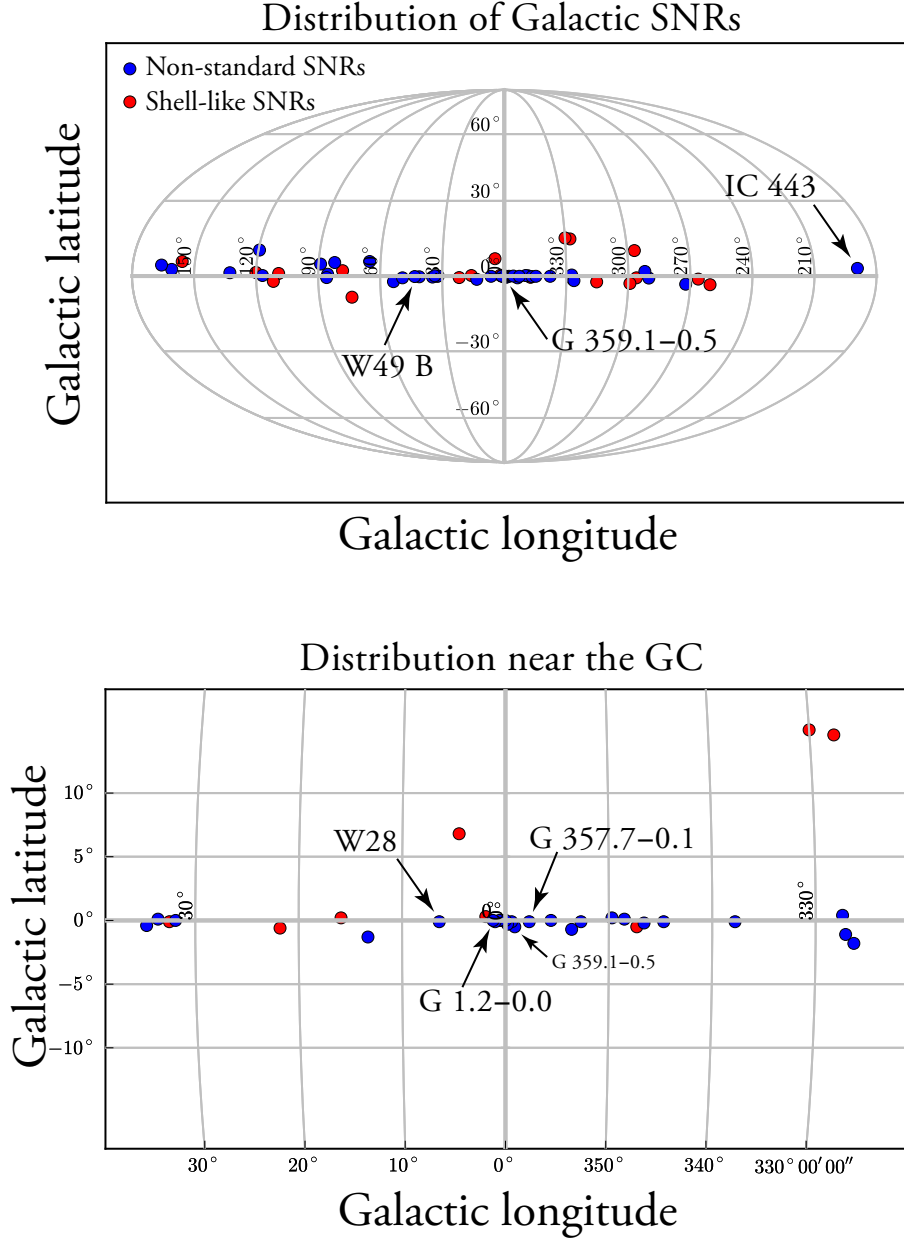 Distribution of Galactic SNRs
Non-standard SNRs
Shell-like SNRs
60°
IC 443
30°
120° 90° 0° 330° 300° 270° 240° 210°
−30°
G 359.1−0.5
W49 B
−60°
Galactic latitude
Galactic longitude
Distribution near the GC
10°
W28
G 357.7−0.1
5°
30° 0° 330°
0°
G 359.1−0.5
−5°
G 1.2−0.0
−10°
Galactic latitude
30° 20° 10° 0° 350° 340° 330° 00′ 00″
Galactic longitude